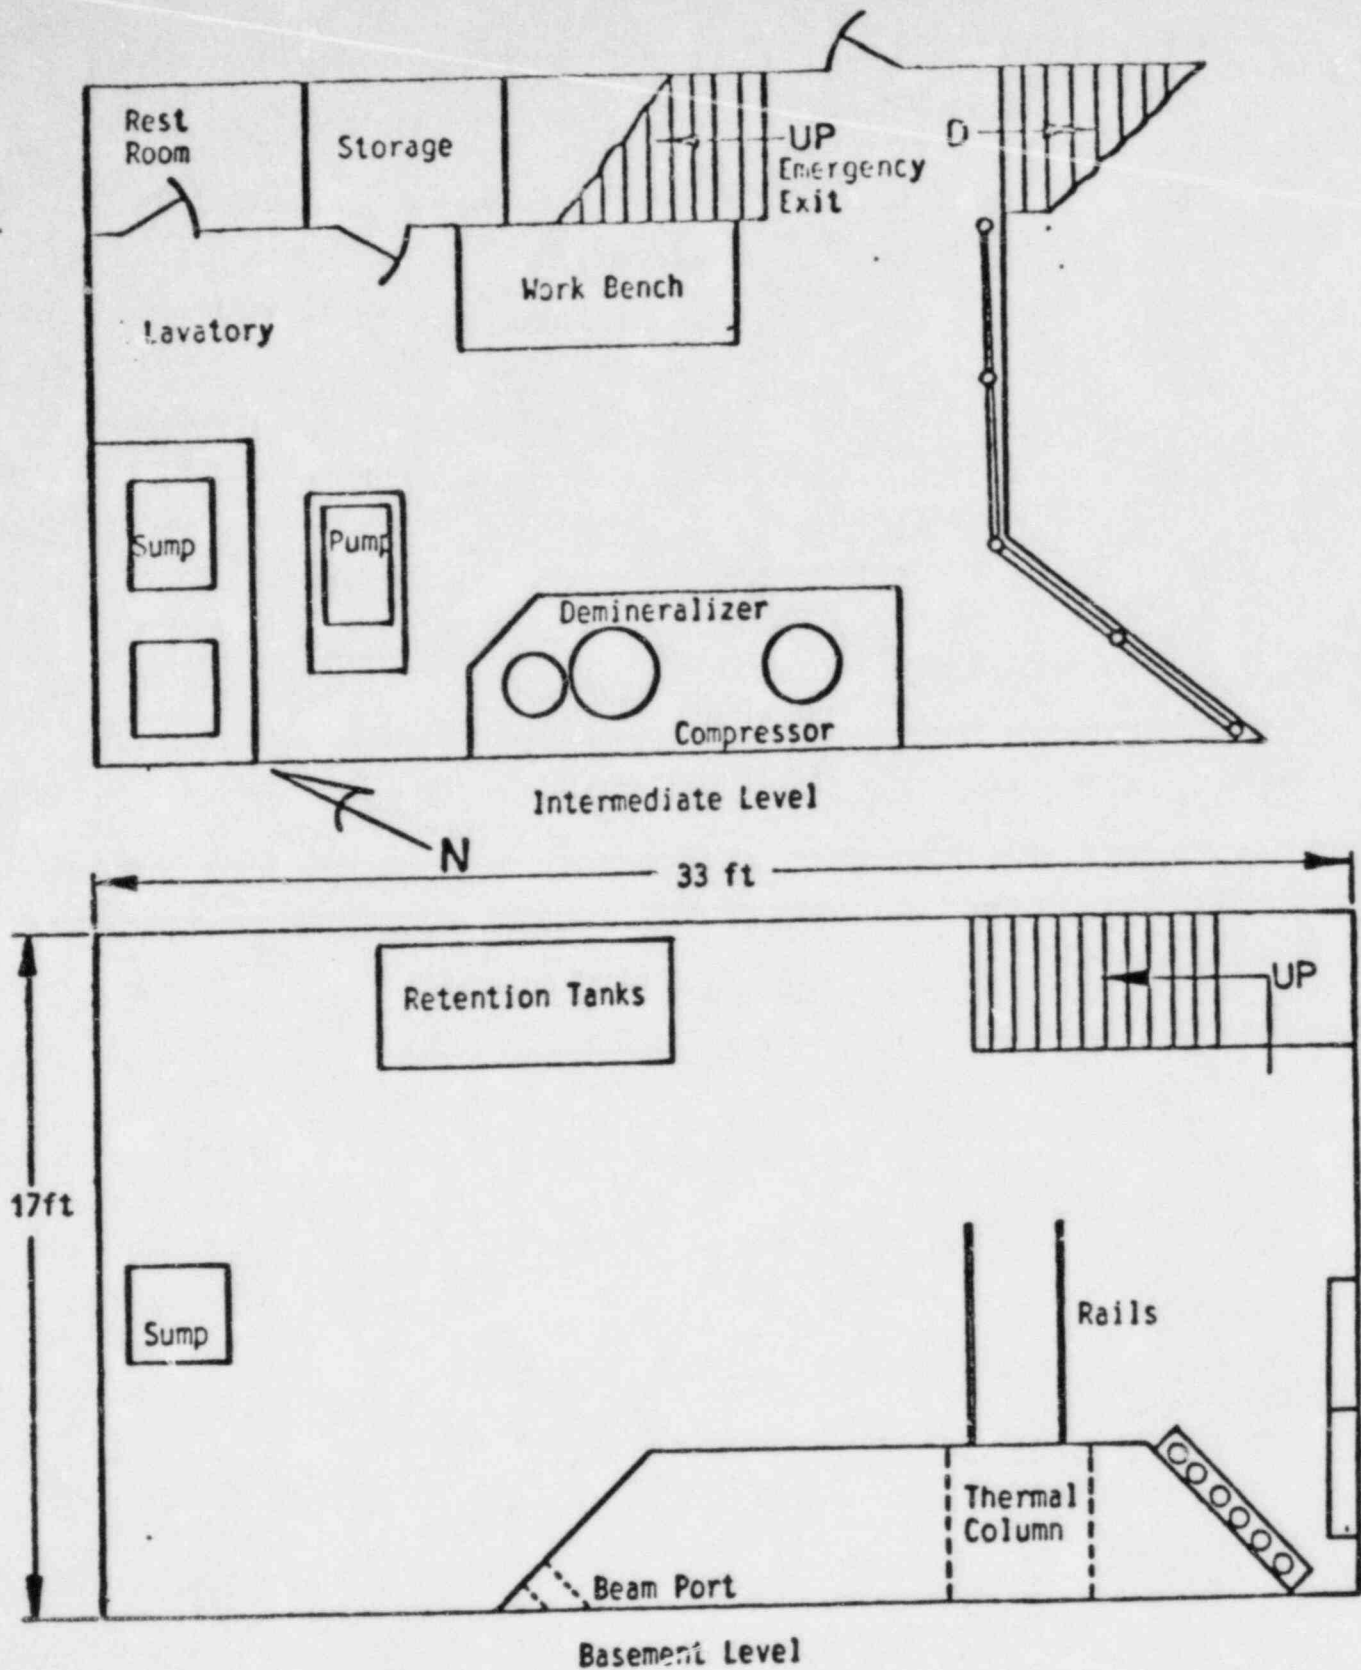 Rest
Room
Storage
UP
Emergency
Exit
D
Work Bench
Lavatory
Sump
Pump
Demineralizer
Compressor
Intermediate Level
N
33 ft
Retention Tanks
UP
17ft
Sump
Rails
Thermal
Column
Beam Port
Basement Level